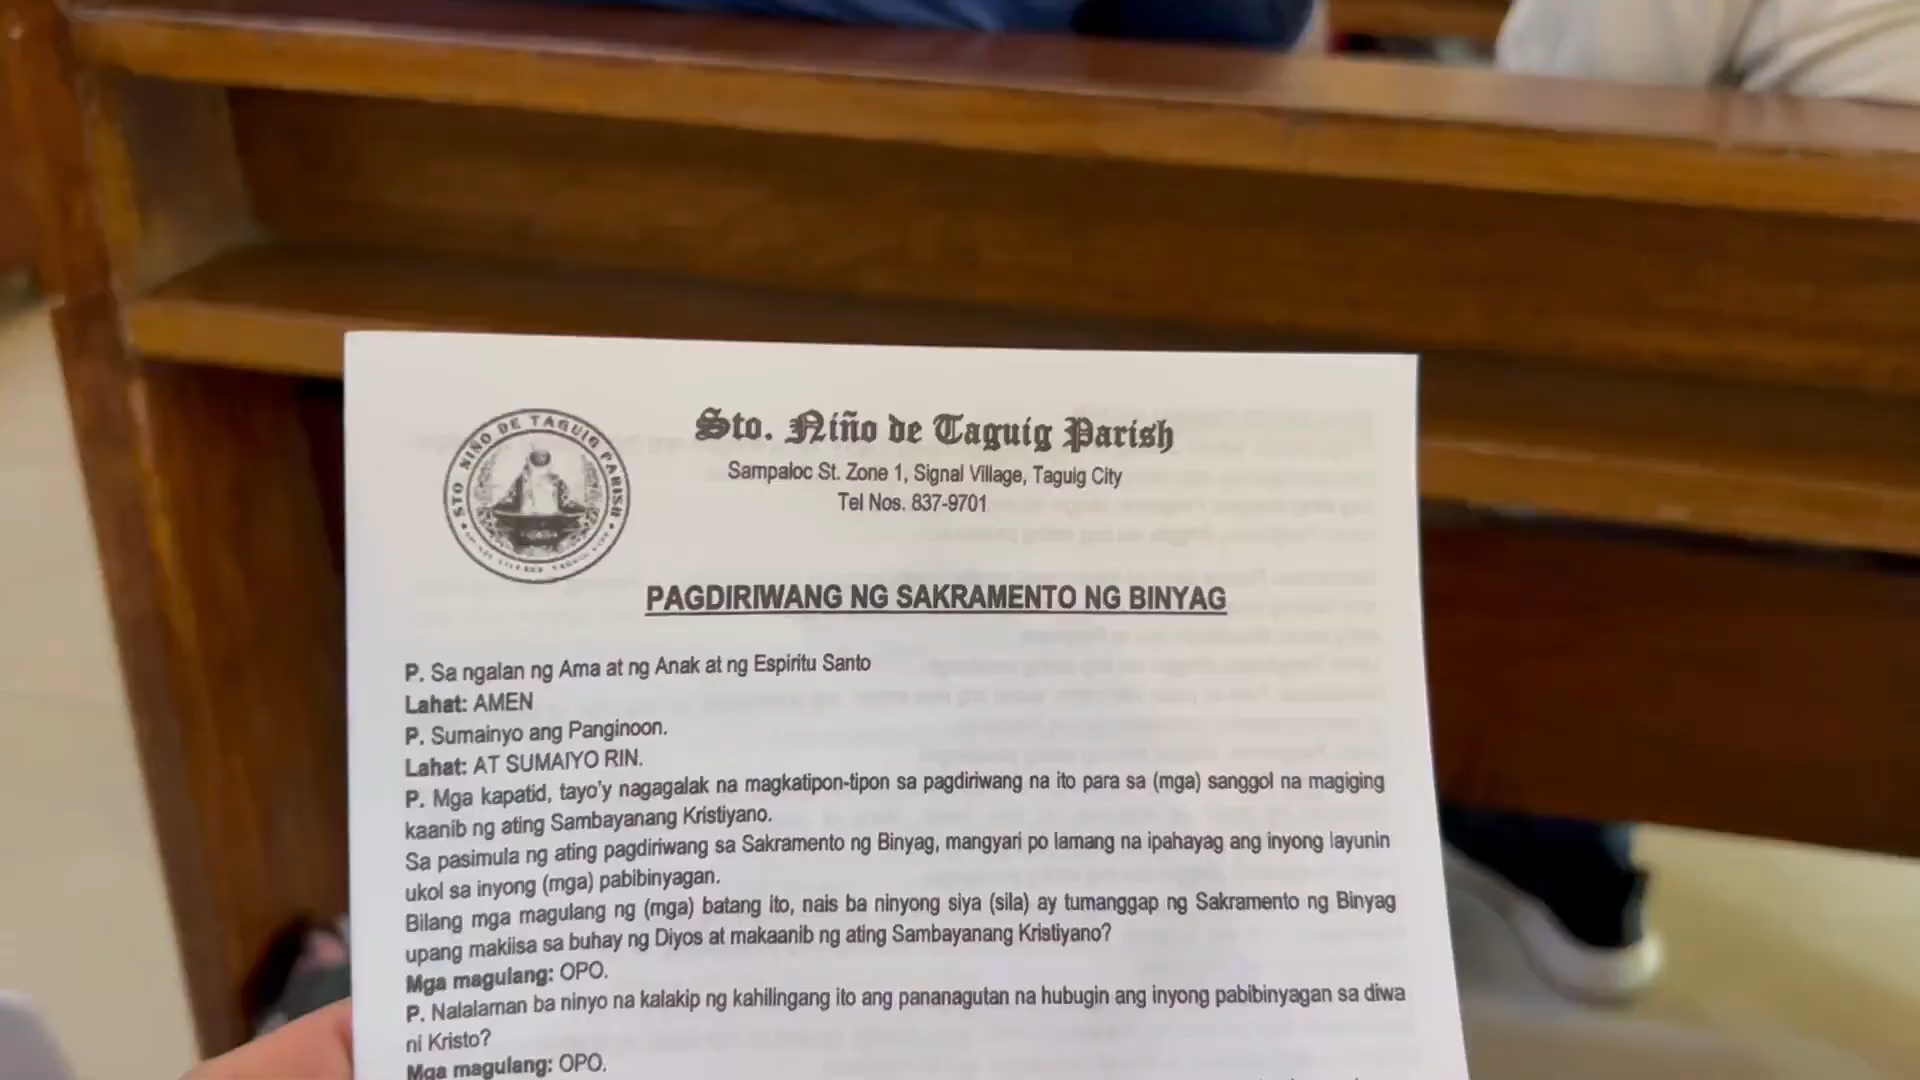 STO NIÑO DE TAGUIG PARISH
Sto. Niño de Taguig Parish
Sampaloc St. Zone 1, Signal Village, Taguig City
Tel Nos. 837-9701
PAGDIRIWANG NG SAKRAMENTO NG BINYAG
P. Sa ngalan ng Ama at ng Anak at ng Espiritu Santo
Lahat: AMEN
P. Sumainyo ang Panginoon.
Lahat: AT SUMAIYO RIN.
P. Mga kapatid, tayo'y nagagalak na magkatipon-tipon sa pagdiriwang na ito para sa (mga) sanggol na magiging
kaanib ng ating Sambayanang Kristiyano.
Sa pasimula ng ating pagdiriwang sa Sakramento ng Binyag, mangyari po lamang na ipahayag ang inyong layunin
ukol sa inyong (mga) pabibinyagan.
Bilang mga magulang ng (mga) batang ito, nais ba ninyong siya (sila) ay tumanggap ng Sakramento ng Binyag
upang makiisa sa buhay ng Diyos at makaanib ng ating Sambayanang Kristiyano?
Mga magulang: OPO.
P. Nalalaman ba ninyo na kalakip ng kahilingang ito ang pananagutan na hubugin ang inyong pabibinyagan sa diwa
ni Kristo?
Mga magulang: OPO.